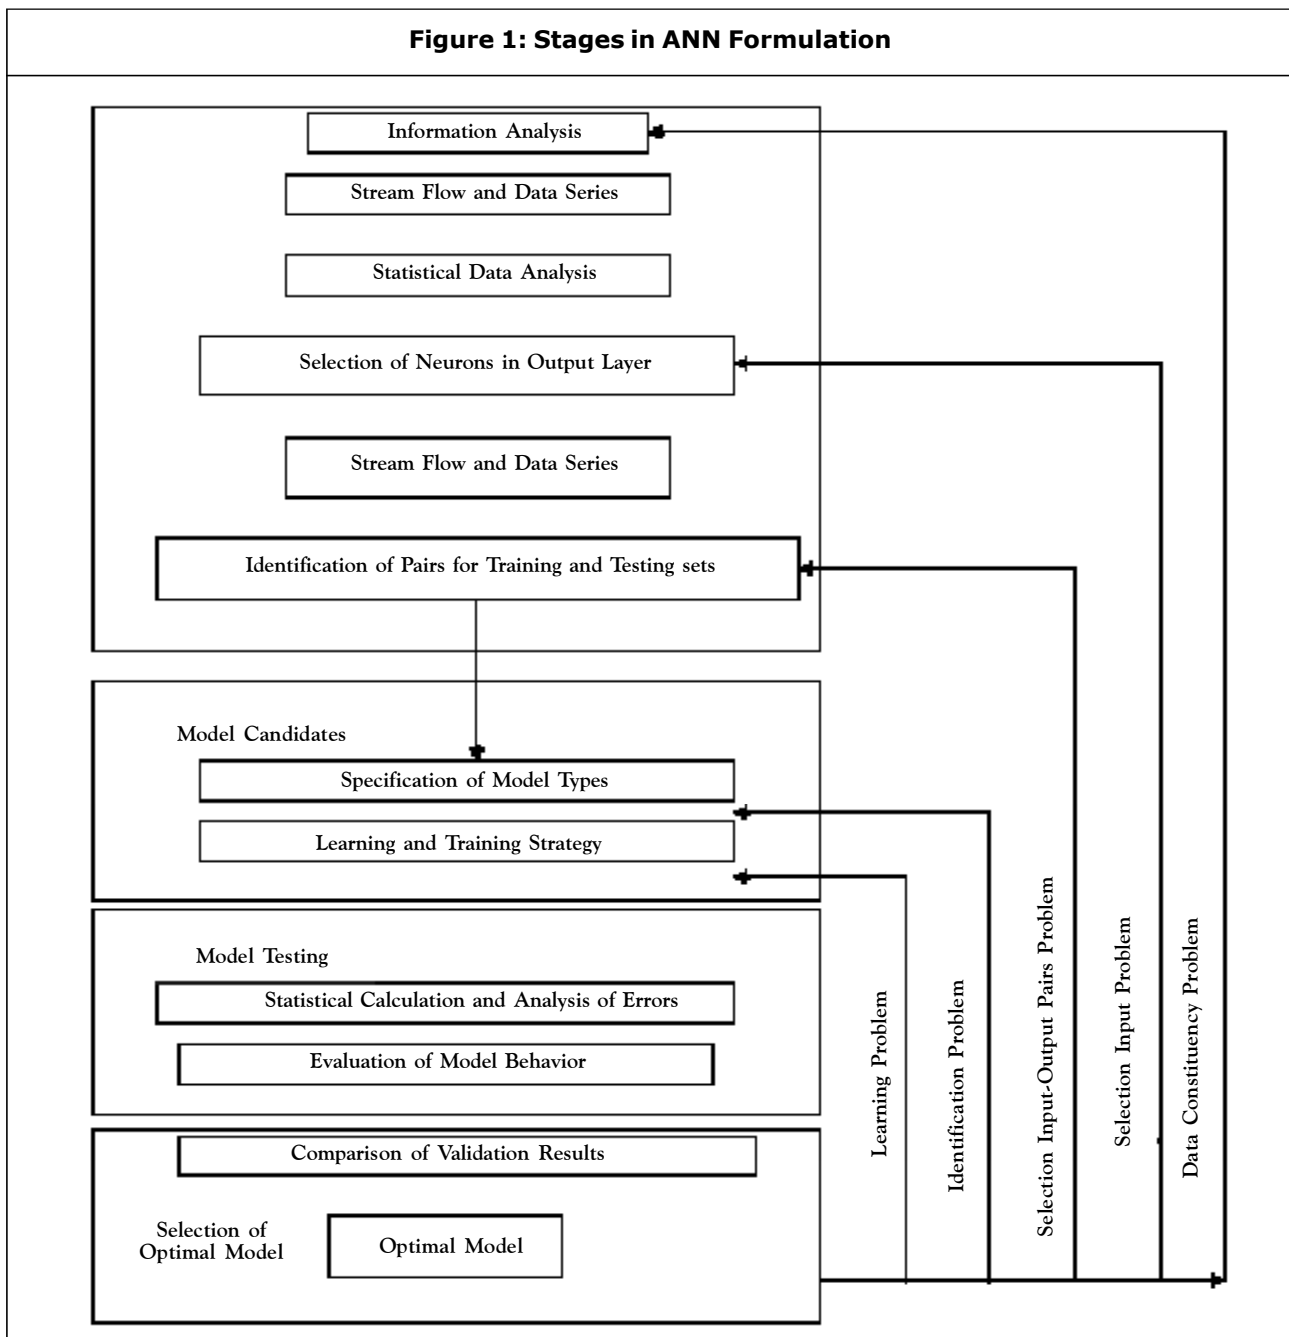 Figure 1: Stages in ANN Formulation
Information Analysis
Stream Flow and Data Series
Statistical Data Analysis
Selection of Neurons in Output Layer
Stream Flow and Data Series
Identification of Pairs for Training and Testing sets
Model Candidates
Specification of Model Types
Learning and Training Strategy
Model Testing
Statistical Calculation and Analysis of Errors
Evaluation of Model Behavior
Comparison of Validation Results
Selection of
Optimal Model
Optimal Model
Learning Problem
Identification Problem
Selection Input-Output Pairs Problem
Selection Input Problem
Data Constituency Problem